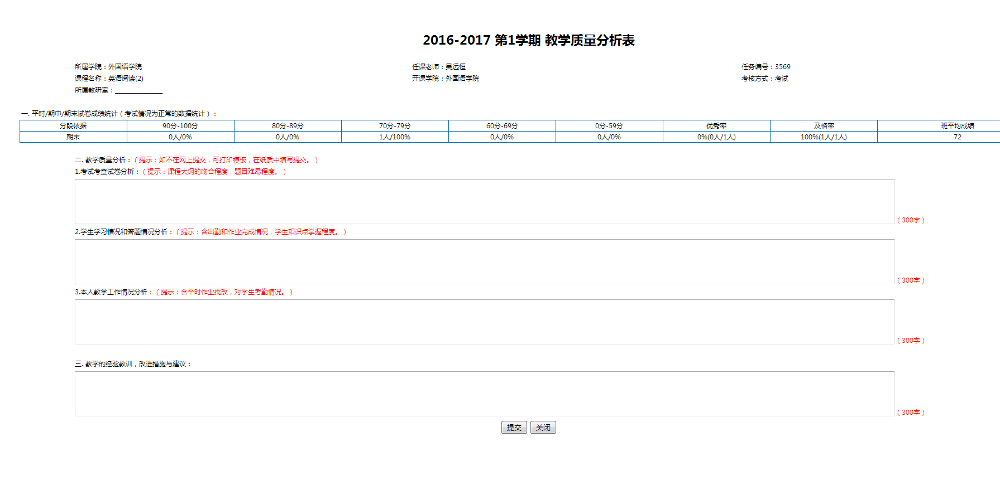 2016-2017 第1学期 教学质量分析表
所属学院：外国语学院 任课老师：吴远恒 任务编号：3569
课程名称：英语阅读(2) 开课学院：外国语学院 考核方式：考试
所属教研室：______________
一. 平时/期中/期末试卷成绩统计（考试情况为正常的数据统计）：
分段依据 90分-100分 80分-89分 70分-79分 60分-69分 0分-59分 优秀率 及格率 班平均成绩
期末 0人/0% 0人/0% 1人/100% 0人/0% 0人/0% 0%(0人/1人) 100%(1人/1人) 72
二. 教学质量分析：（提示：如不在网上提交，可打印模板，在纸质中填写提交。）
1.考试考查试卷分析：（提示：课程大纲的吻合程度，题目难易程度。）
（300字）
2.学生学习情况和答题情况分析：（提示：含出勤和作业完成情况，学生知识点掌握程度。）
（300字）
3.本人教学工作情况分析：（提示：含平时作业批改，对学生考勤情况。）
（300字）
三. 教学的经验教训，改进措施与建议：
（300字）
提交 关闭